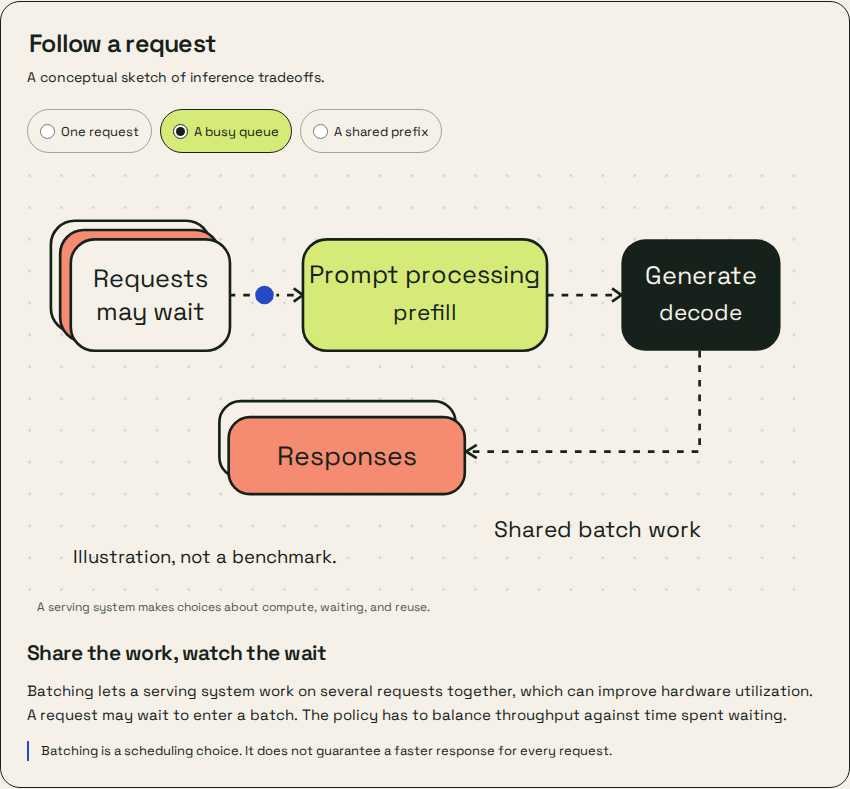 Follow a request
A conceptual sketch of inference tradeoffs.
One request
A busy queue
A shared prefix
Requests
may wait
Prompt processing
prefill
Generate
decode
Responses
Shared batch work
Illustration, not a benchmark.
A serving system makes choices about compute, waiting, and reuse.
Share the work, watch the wait
Batching lets a serving system work on several requests together, which can improve hardware utilization.
A request may wait to enter a batch. The policy has to balance throughput against time spent waiting.
Batching is a scheduling choice. It does not guarantee a faster response for every request.